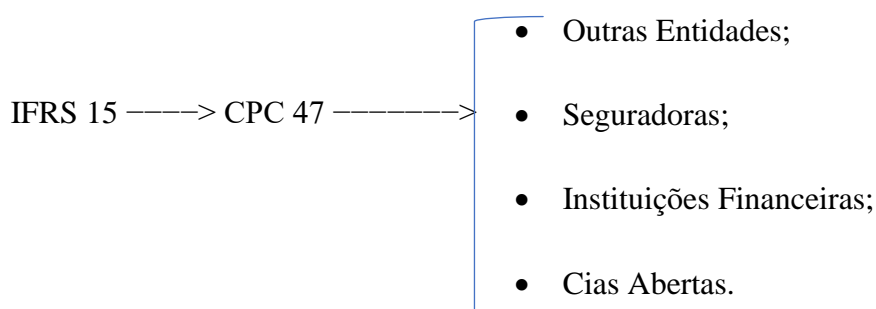 • Outras Entidades;
IFRS 15 ––––> CPC 47 –––––––> • Seguradoras;
• Instituições Financeiras;
• Cias Abertas.